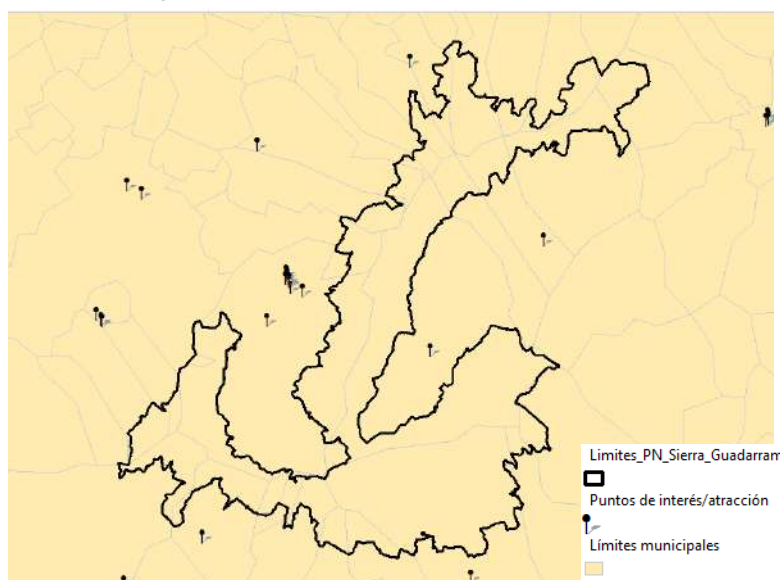 Limites_PN_Sierra_Guadarram
Puntos de interés/atracción
Límites municipales